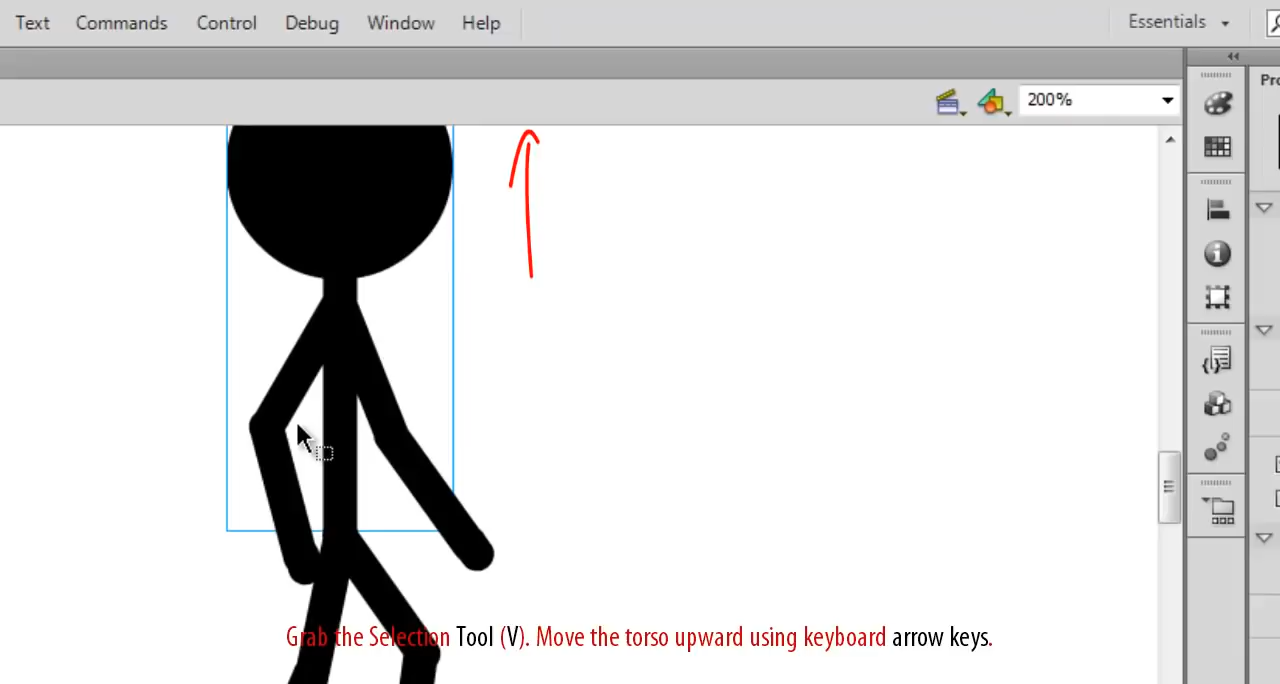 Text Commands Control Debug Window Help Essentials
200%
Grab the Selection Tool (V). Move the torso upward using keyboard arrow keys.